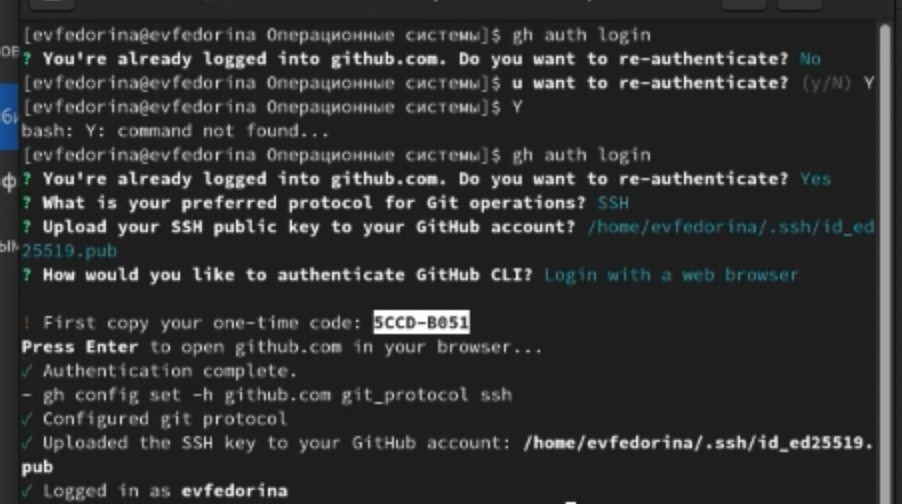 [evfedorina@evfedorina Операционные системы]$ gh auth login
? You're already logged into github.com. Do you want to re-authenticate? No
[evfedorina@evfedorina Операционные системы]$ u want to re-authenticate? (y/N) Y
[evfedorina@evfedorina Операционные системы]$ Y
bash: Y: command not found...
[evfedorina@evfedorina Операционные системы]$ gh auth login
? You're already logged into github.com. Do you want to re-authenticate? Yes
? What is your preferred protocol for Git operations? SSH
? Upload your SSH public key to your GitHub account? /home/evfedorina/.ssh/id_ed
25519.pub
? How would you like to authenticate GitHub CLI? Login with a web browser
! First copy your one-time code: 5CCD-B051
Press Enter to open github.com in your browser...
✓ Authentication complete.
- gh config set -h github.com git_protocol ssh
✓ Configured git protocol
✓ Uploaded the SSH key to your GitHub account: /home/evfedorina/.ssh/id_ed25519.
pub
✓ Logged in as evfedorina